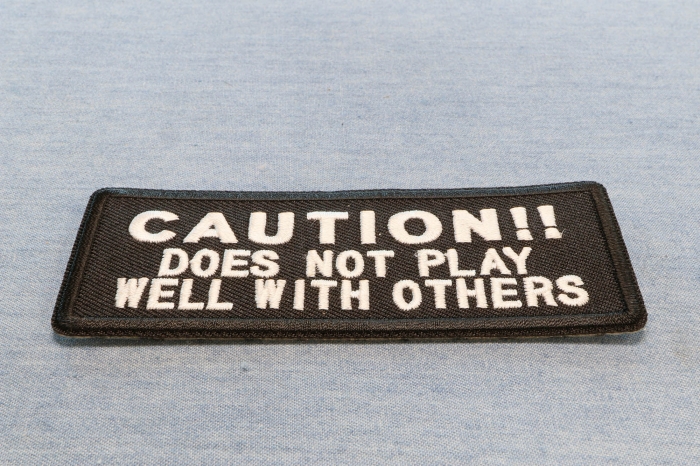 CAUTION!!
DOES NOT PLAY
WELL WITH OTHERS